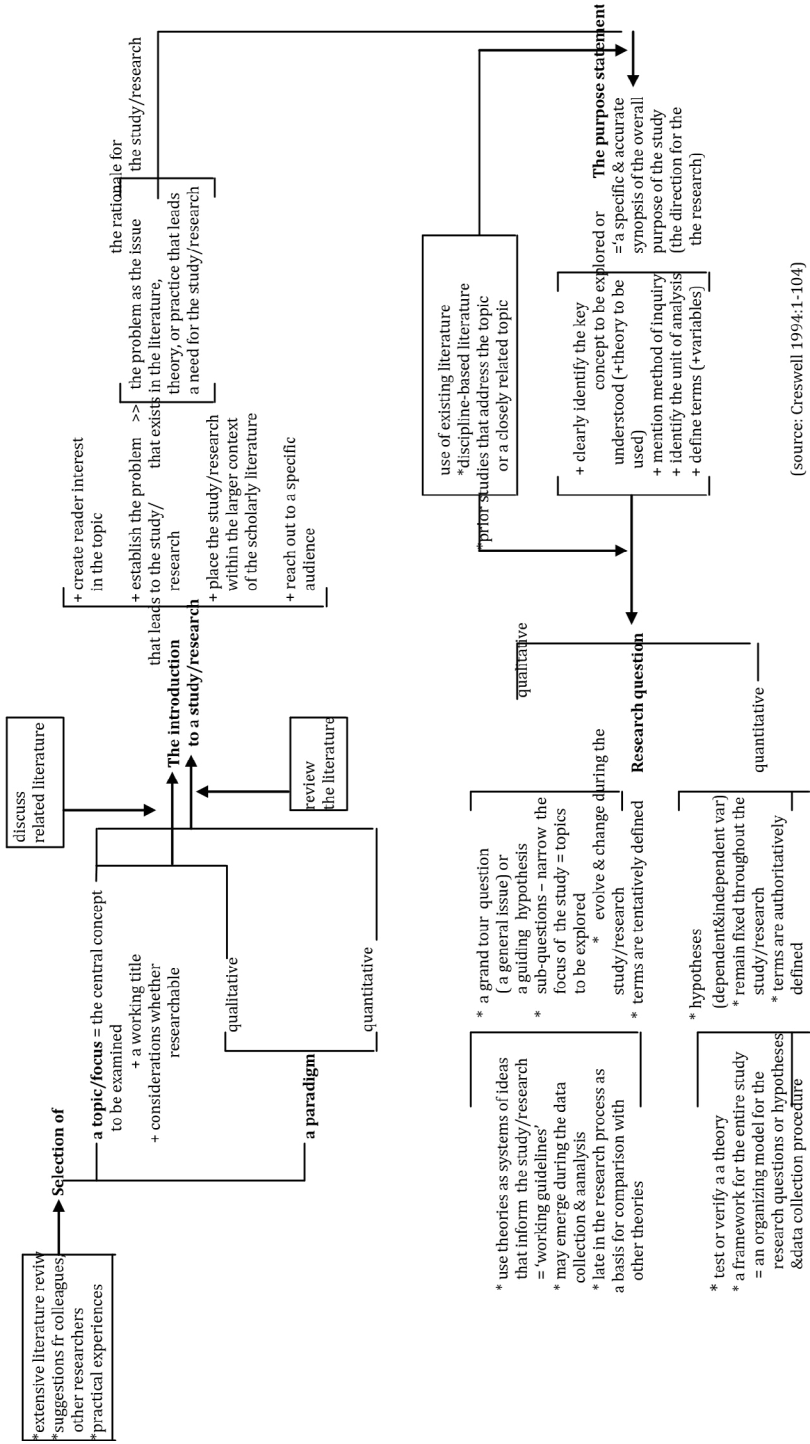 *extensive literature reviw
*suggestions fr colleagues,
other researchers
*practical experiences
Selection of
a topic/focus = the central concept
to be examined
+ a working title
+ considerations whether
researchable
a paradigm
qualitative
quantitative
discuss
related literature
review
the literature
The introduction
to a study/research
+ create reader interest
in the topic
+ establish the problem >>
that leads to the study/
research
+ place the study/research
within the larger context
of the scholarly literature
+ reach out to a specific
audience
the problem as the issue
that exists in the literature,
theory, or practice that leads
a need for the study/research
the rationale for
the study/research
use of existing literature
*discipline-based literature
*prior studies that address the topic
or a closely related topic
The purpose statement
='a specific & accurate
synopsis of the overall
purpose of the study
(the direction for the
the research)
+ clearly identify the key
concept to be explored or
understood (+theory to be
used)
+ mention method of inquiry
+ identify the unit of analysis
+ define terms (+variables)
Research question
qualitative
quantitative
* a grand tour question
( a general issue) or
a guiding hypothesis
* sub-questions – narrow the
focus of the study = topics
to be explored
* evolve & change during the
study/research
* terms are tentatively defined
* hypotheses
(dependent&independent var)
* remain fixed throughout the
study/research
* terms are authoritatively
defined
* use theories as systems of ideas
that inform the study/research
= 'working guidelines'
* may emerge during the data
collection & aanalysis
* late in the research process as
a basis for comparison with
other theories
* test or verify a a theory
* a framework for the entire study
= an organizing model for the
research questions or hypotheses
&data collection procedure
(source: Creswell 1994:1-104)